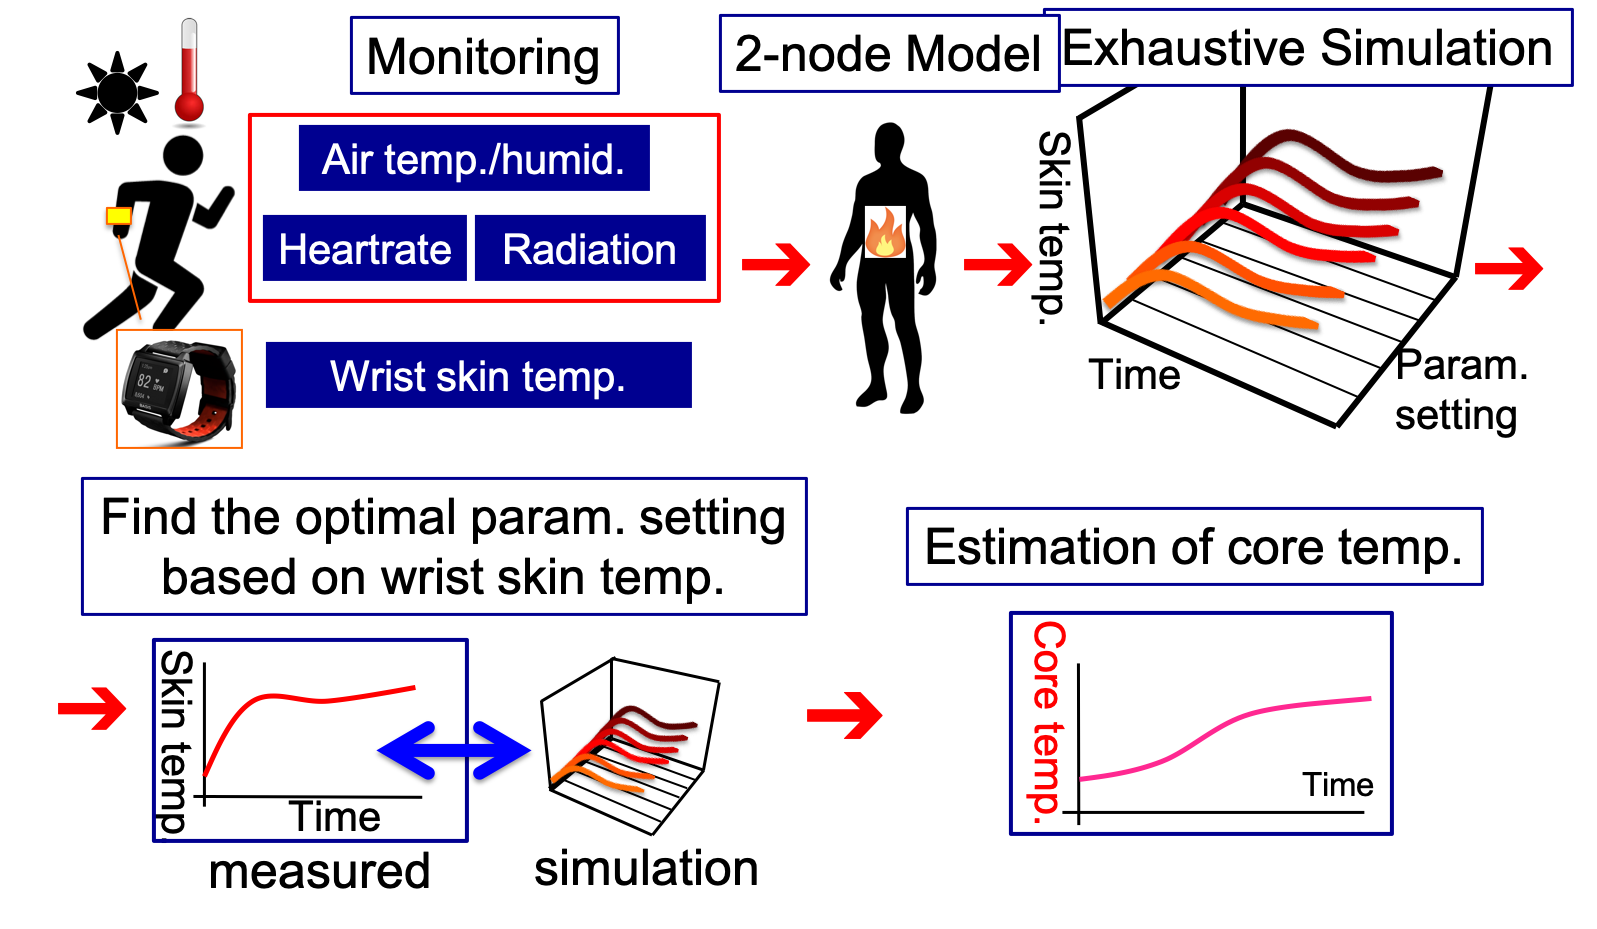 Monitoring
2-node Model
Exhaustive Simulation
Air temp./humid.
Heartrate
Radiation
Wrist skin temp.
82
BPM
Skin temp.
Time
Param.
setting
Find the optimal param. setting
based on wrist skin temp.
Estimation of core temp.
Skin temp.
Time
measured
simulation
Core temp.
Time